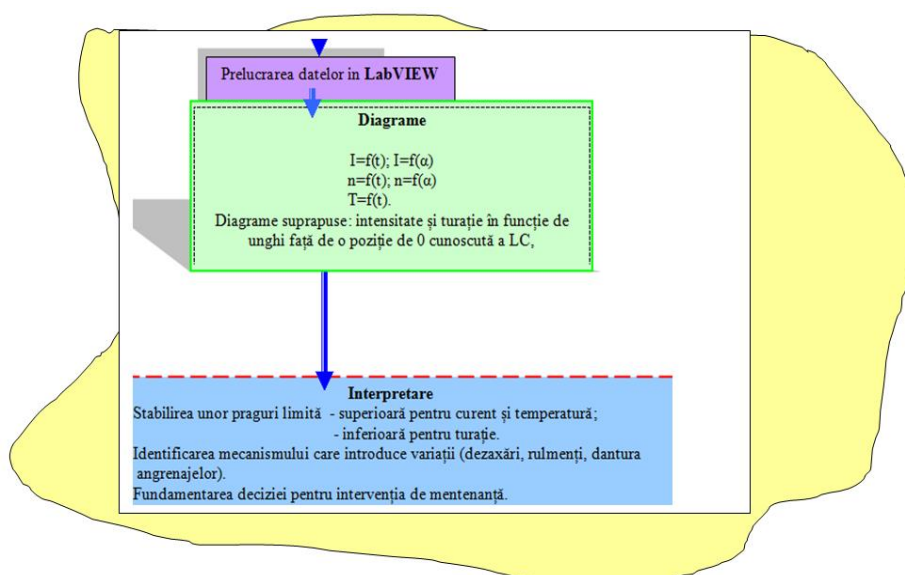 Prelucrarea datelor in LabVIEW
Diagrame
I=f(t); I=f(α)
n=f(t); n=f(α)
T=f(t).
Diagrame suprapuse: intensitate și turație în funcție de
unghi față de o poziție de 0 cunoscută a LC,
Interpretare
Stabilirea unor praguri limită - superioară pentru curent și temperatură;
- inferioară pentru turație.
Identificarea mecanismului care introduce variații (dezaxări, rulmenți, dantura
angrenajelor).
Fundamentarea deciziei pentru intervenția de mentenanță.